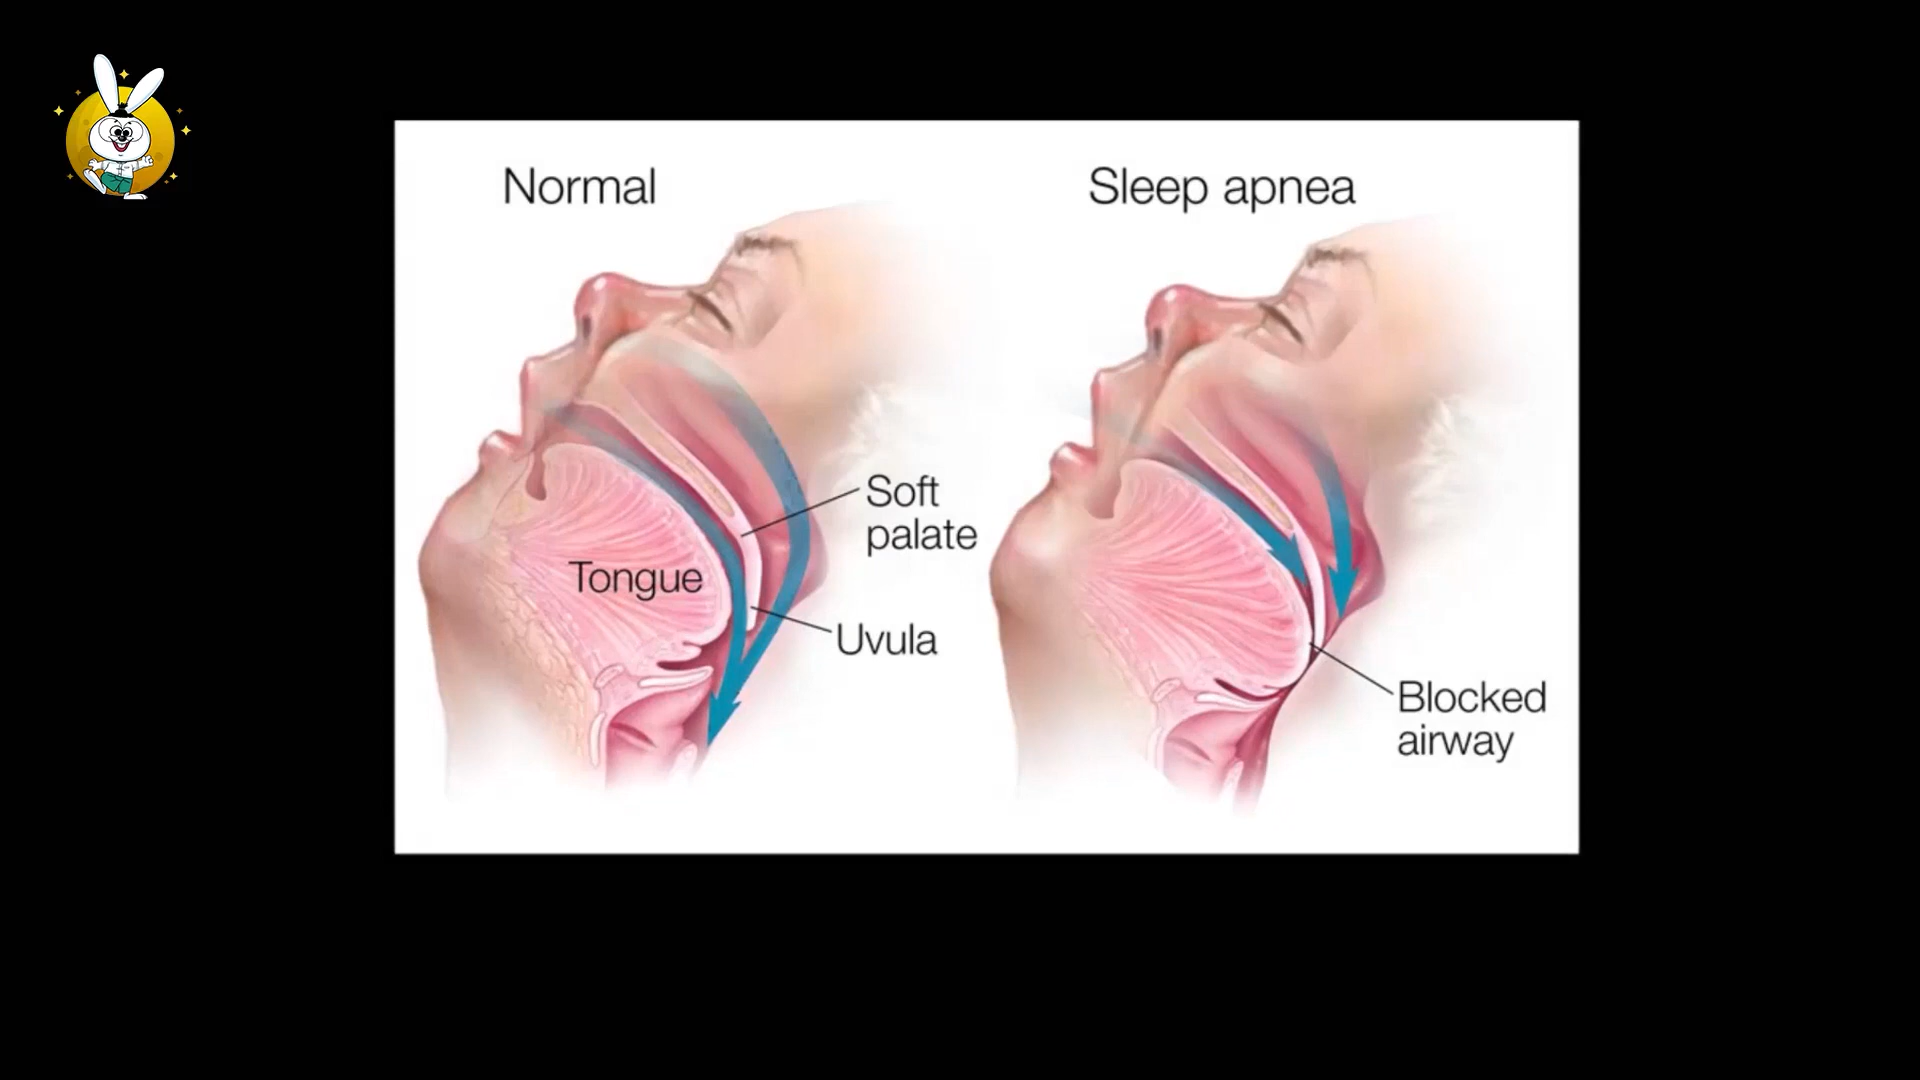 Normal
Sleep apnea
Soft
palate
Tongue
Uvula
Blocked
airway